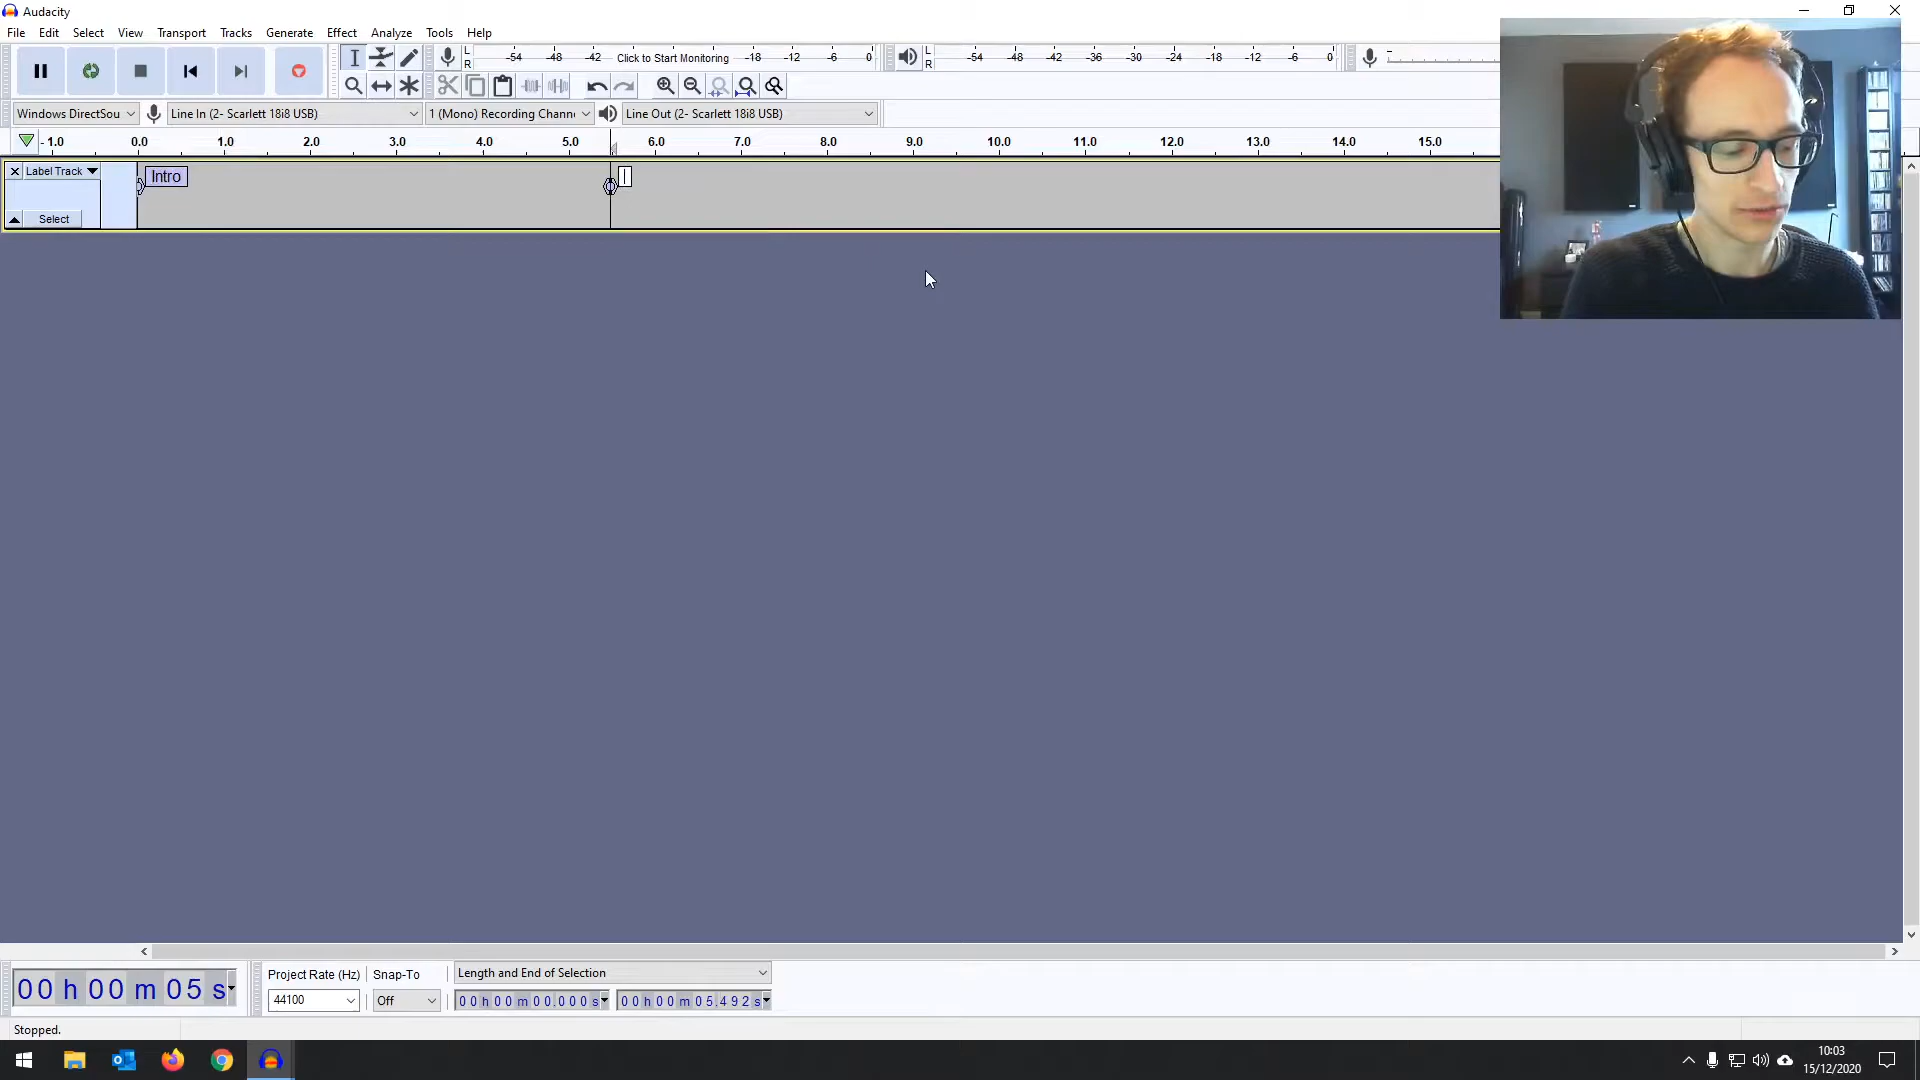 Audacity
File Edit Select View Transport Tracks Generate Effect Analyze Tools Help
L -54 -48 -42 Click to Start Monitoring -18 -12 -6 0 L -54 -48 -42 -36 -30 -24 -18 -12 -6 0
R R
Windows DirectSou Line In (2- Scarlett 18i8 USB) 1 (Mono) Recording Chann Line Out (2- Scarlett 18i8 USB)
-1.0 0.0 1.0 2.0 3.0 4.0 5.0 6.0 7.0 8.0 9.0 10.0 11.0 12.0 13.0 14.0 15.0
Label Track Intro
Select
Project Rate (Hz) Snap-To Length and End of Selection
00 h 00 m 05 s 44100 Off 00 h 00 m 00.000 s 00 h 00 m 05.492 s
Stopped.
10:03
15/12/2020